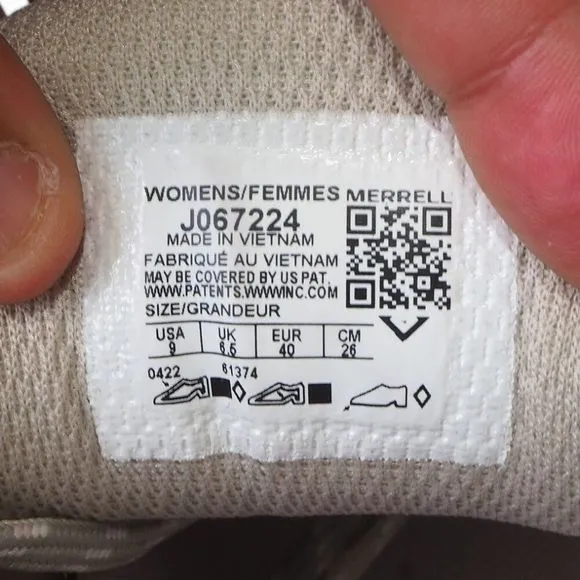 WOMENS/FEMMES MERRELL
J067224
MADE IN VIETNAM
FABRIQUÉ AU VIETNAM
MAY BE COVERED BY US PAT.
WWW.PATENTS.WWWINC.COM
SIZE/GRANDEUR
USA UK EUR CM
9 6.5 40 26
0422 61374